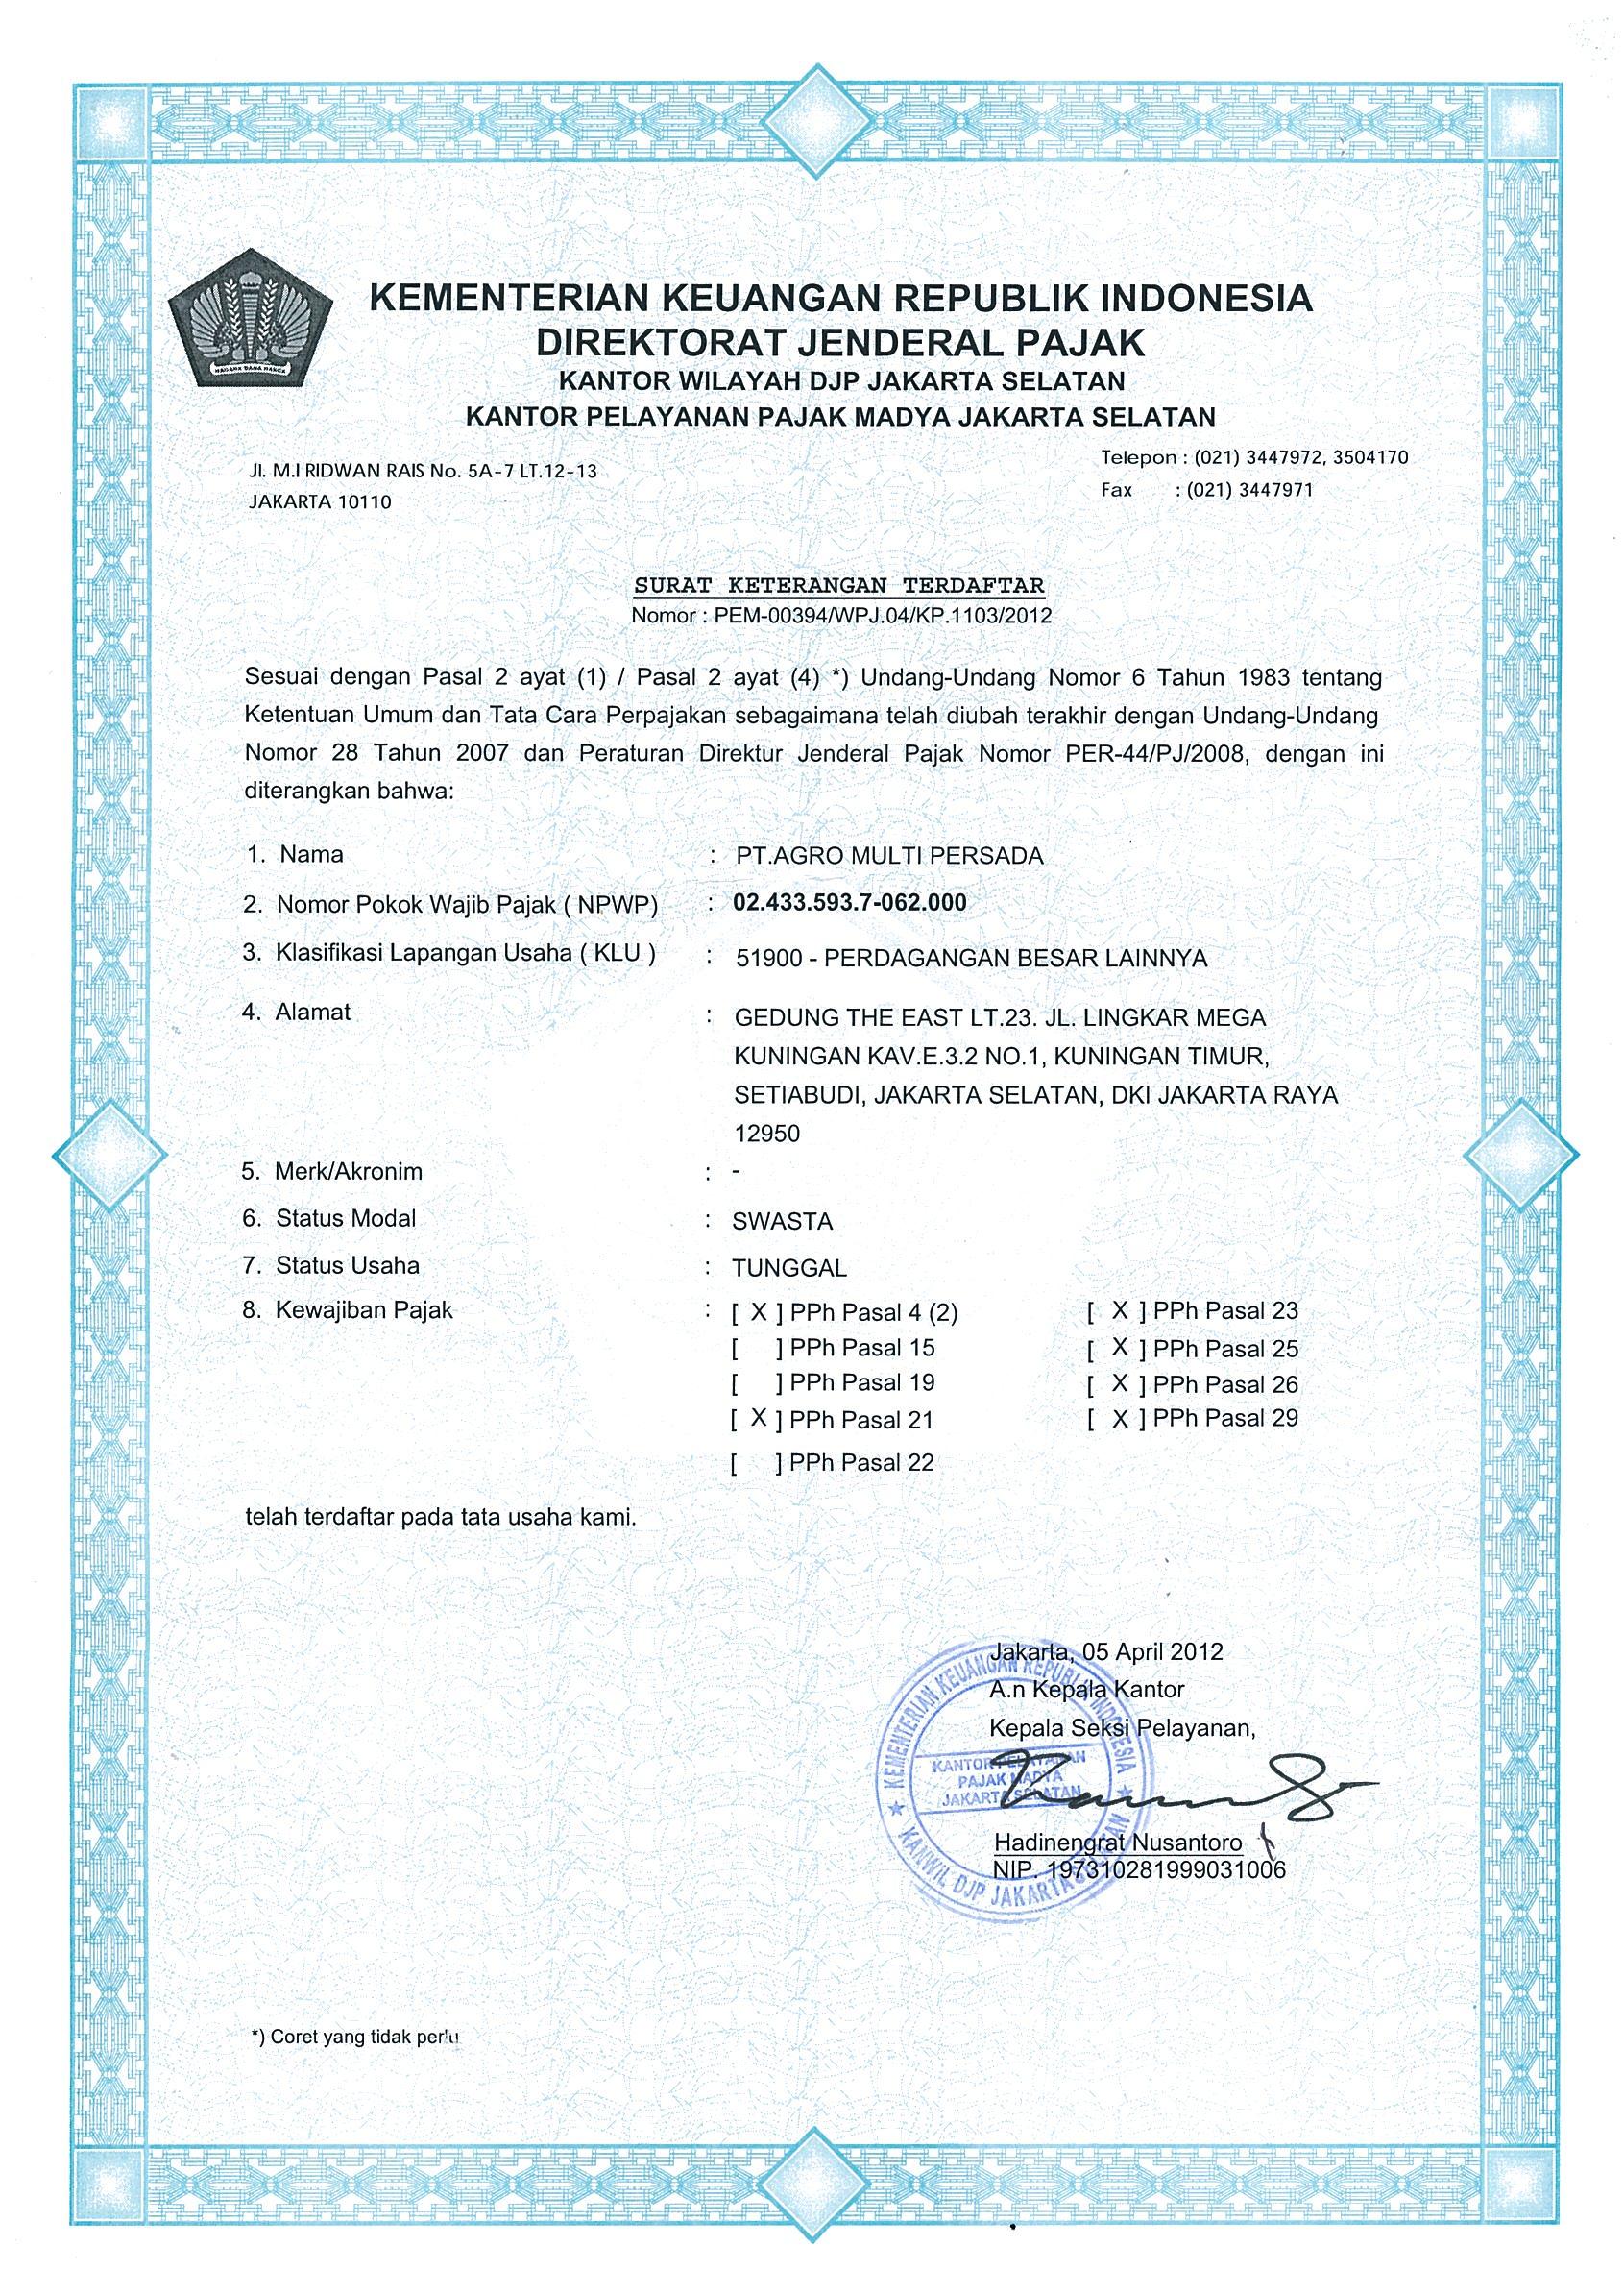 KEMENTERIAN KEUANGAN REPUBLIK INDONESIA
DIREKTORAT JENDERAL PAJAK
KANTOR WILAYAH DJP JAKARTA SELATAN
KANTOR PELAYANAN PAJAK MADYA JAKARTA SELATAN
NAGARA DANA RAKCA
Jl. M.I RIDWAN RAIS No. 5A-7 LT.12-13
JAKARTA 10110
Telepon : (021) 3447972, 3504170
Fax : (021) 3447971
SURAT KETERANGAN TERDAFTAR
Nomor : PEM-00394/WPJ.04/KP.1103/2012
Sesuai dengan Pasal 2 ayat (1) / Pasal 2 ayat (4) *) Undang-Undang Nomor 6 Tahun 1983 tentang
Ketentuan Umum dan Tata Cara Perpajakan sebagaimana telah diubah terakhir dengan Undang-Undang
Nomor 28 Tahun 2007 dan Peraturan Direktur Jenderal Pajak Nomor PER-44/PJ/2008, dengan ini
diterangkan bahwa:
1. Nama : PT.AGRO MULTI PERSADA
2. Nomor Pokok Wajib Pajak ( NPWP) : 02.433.593.7-062.000
3. Klasifikasi Lapangan Usaha ( KLU ) : 51900 - PERDAGANGAN BESAR LAINNYA
4. Alamat : GEDUNG THE EAST LT.23. JL. LINGKAR MEGA
KUNINGAN KAV.E.3.2 NO.1, KUNINGAN TIMUR,
SETIABUDI, JAKARTA SELATAN, DKI JAKARTA RAYA
12950
5. Merk/Akronim : -
6. Status Modal : SWASTA
7. Status Usaha : TUNGGAL
8. Kewajiban Pajak : [ X ] PPh Pasal 4 (2) [ X ] PPh Pasal 23
[ ] PPh Pasal 15 [ X ] PPh Pasal 25
[ ] PPh Pasal 19 [ X ] PPh Pasal 26
[ X ] PPh Pasal 21 [ X ] PPh Pasal 29
[ ] PPh Pasal 22
telah terdaftar pada tata usaha kami.
Jakarta, 05 April 2012
A.n Kepala Kantor
Kepala Seksi Pelayanan,
KEMENTERIAN KEUANGAN REPUBLIK INDONESIA
KANTOR PELAYANAN
PAJAK MADYA
JAKARTA SELATAN
KANWIL DJP JAKARTA SELATAN
Hadinengrat Nusantoro
NIP. 197310281999031006
*) Coret yang tidak perlu